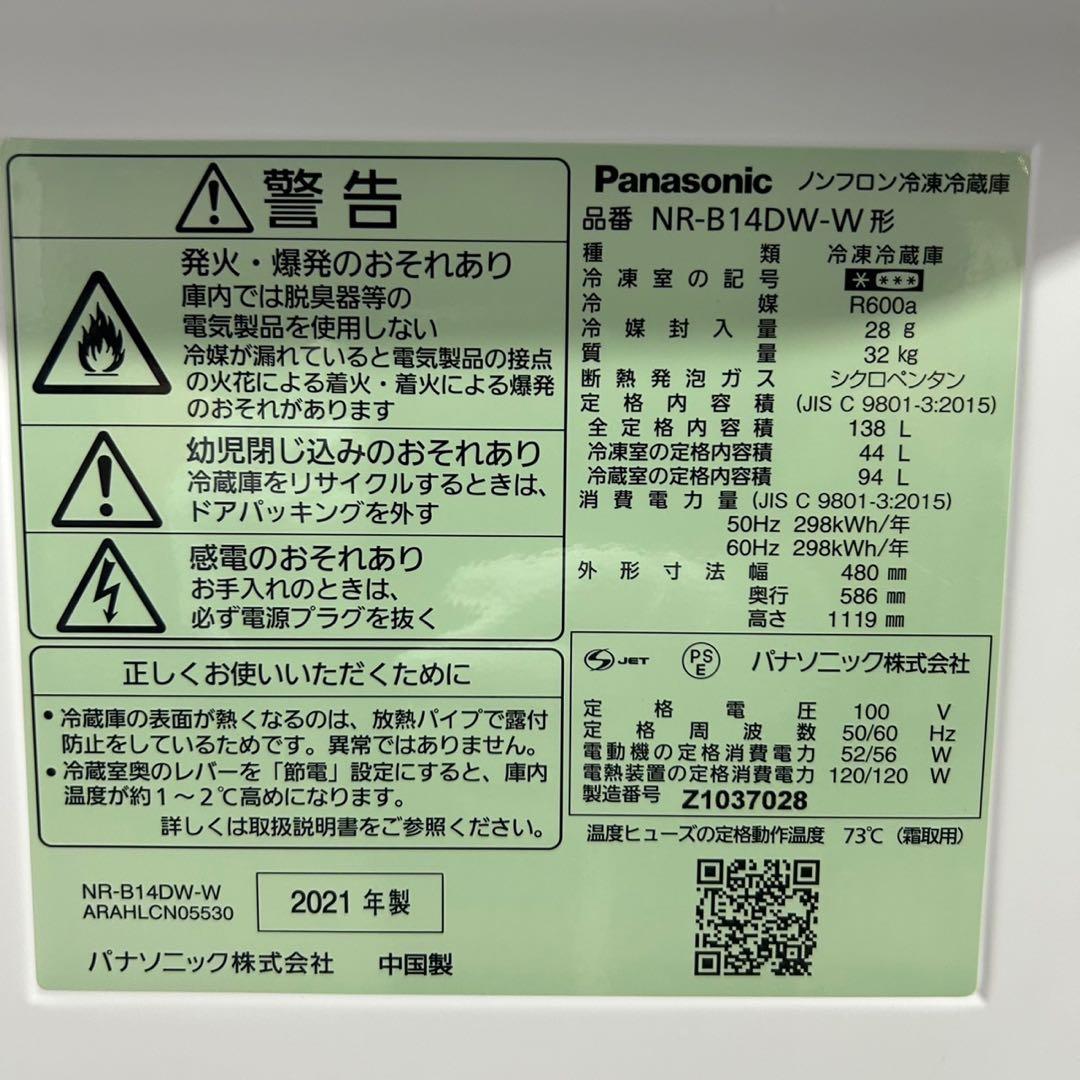 警告
発火・爆発のおそれあり
庫内では脱臭器等の
電気製品を使用しない
冷媒が漏れていると電気製品の接点
の火花による着火・着火による爆発
のおそれがあります
幼児閉じ込みのおそれあり
冷蔵庫をリサイクルするときは、
ドアパッキングを外す
感電のおそれあり
お手入れのときは、
必ず電源プラグを抜く
正しくお使いいただくために
• 冷蔵庫の表面が熱くなるのは、放熱パイプで露付
防止をしているためです。異常ではありません。
• 冷蔵室奥のレバーを「節電」設定にすると、庫内
温度が約1～2℃高めになります。
詳しくは取扱説明書をご参照ください。
NR-B14DW-W
ARAHLCN05530
2021 年製
パナソニック株式会社 中国製
Panasonic ノンフロン冷凍冷蔵庫
品番 NR-B14DW-W 形
種類 冷凍冷蔵庫
冷凍室の記号 * ***
冷媒 R600a
冷媒封入量 28 g
質量 32 kg
断熱発泡ガス シクロペンタン
定格内容積 (JIS C 9801-3:2015)
全定格内容積 138 L
冷凍室の定格内容積 44 L
冷蔵室の定格内容積 94 L
消費電力量 (JIS C 9801-3:2015)
50Hz 298kWh/年
60Hz 298kWh/年
外形寸法 幅 480 mm
奥行 586 mm
高さ 1119 mm
S JET PSE パナソニック株式会社
定格電圧 100 V
定格周波数 50/60 Hz
電動機の定格消費電力 52/56 W
電熱装置の定格消費電力 120/120 W
製造番号 Z1037028
温度ヒューズの定格動作温度 73℃（霜取用）